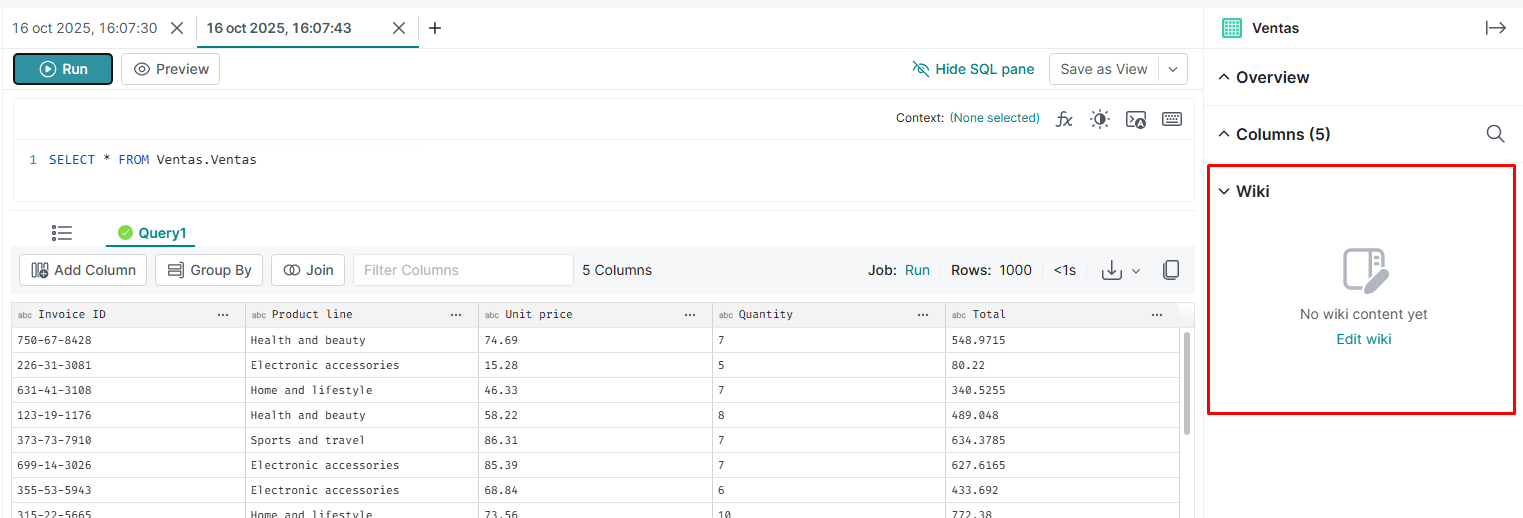 16 oct 2025, 16:07:30 16 oct 2025, 16:07:43
Run Preview Hide SQL pane Save as View
Context: (None selected) fx
1 SELECT * FROM Ventas.Ventas
Query1
Add Column Group By Join Filter Columns 5 Columns Job: Run Rows: 1000 <1s
abc Invoice ID ... abc Product line ... abc Unit price ... abc Quantity ... abc Total ...
750-67-8428 Health and beauty 74.69 7 548.9715
226-31-3081 Electronic accessories 15.28 5 80.22
631-41-3108 Home and lifestyle 46.33 7 340.5255
123-19-1176 Health and beauty 58.22 8 489.048
373-73-7910 Sports and travel 86.31 7 634.3785
699-14-3026 Electronic accessories 85.39 7 627.6165
355-53-5943 Electronic accessories 68.84 6 433.692
315-22-5665 Home and lifestyle 73.56 10 772.38
Ventas
Overview
Columns (5)
Wiki
No wiki content yet
Edit wiki